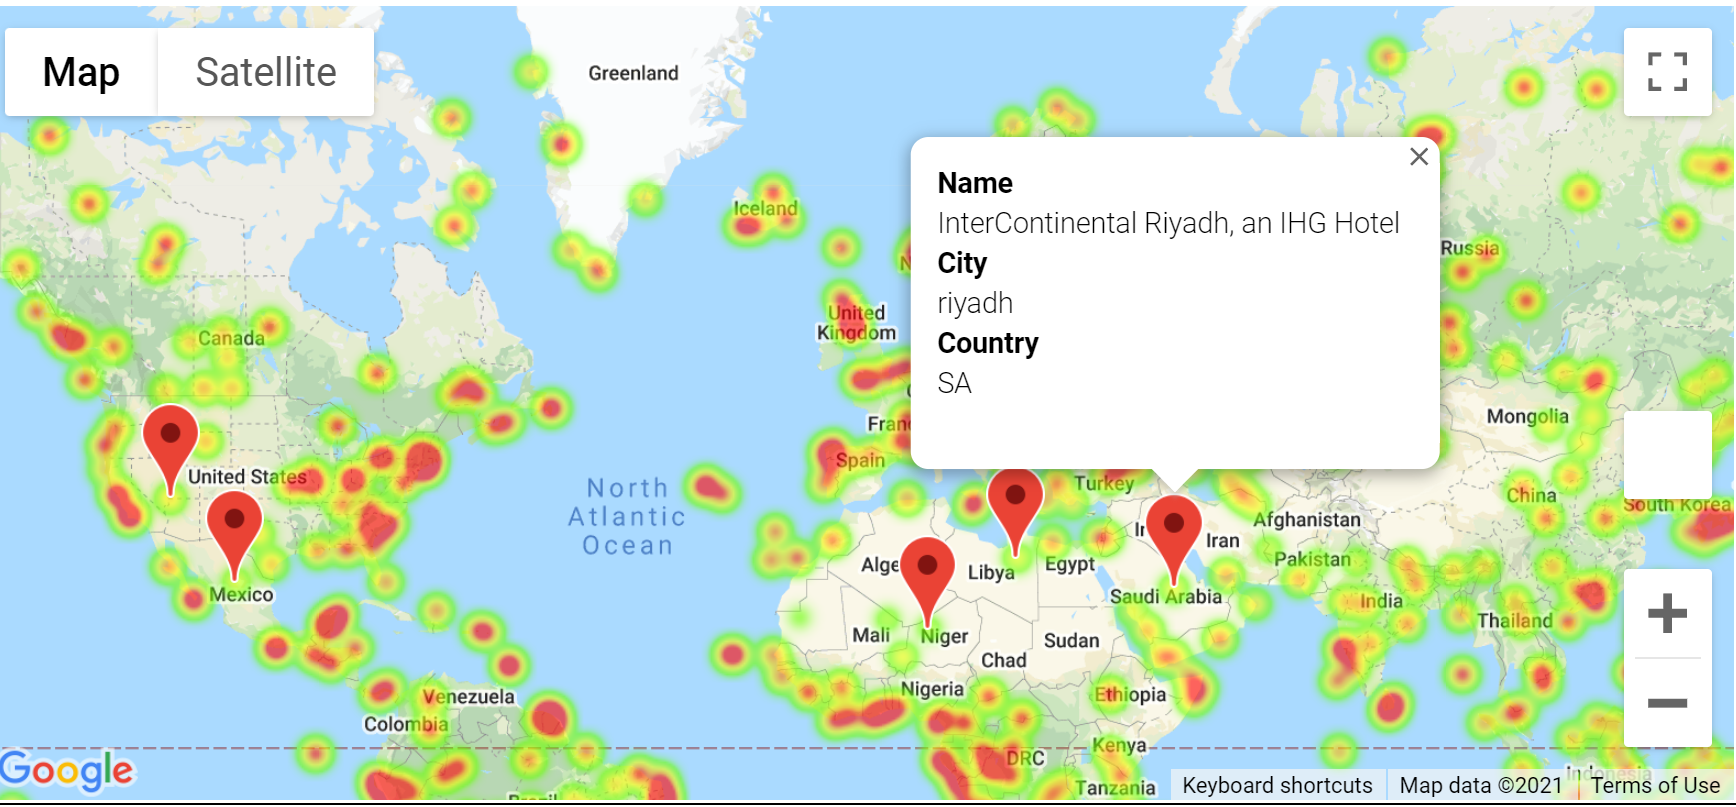 Map
Satellite
Greenland
Iceland
Name
InterContinental Riyadh, an IHG Hotel
City
riyadh
Country
SA
Russia
United
Kingdom
Canada
Mongolia
Spain
United States
Turkey
North
Atlantic
Ocean
China
South Korea
Afghanistan
Iran
Pakistan
Libya
Egypt
Mexico
Saudi Arabia
India
Thailand
Mali
Niger
Sudan
Chad
Nigeria
Ethiopia
Venezuela
Colombia
Kenya
DRC
Google
Indonesia
Tanzania
Keyboard shortcuts
Map data ©2021
Terms of Use